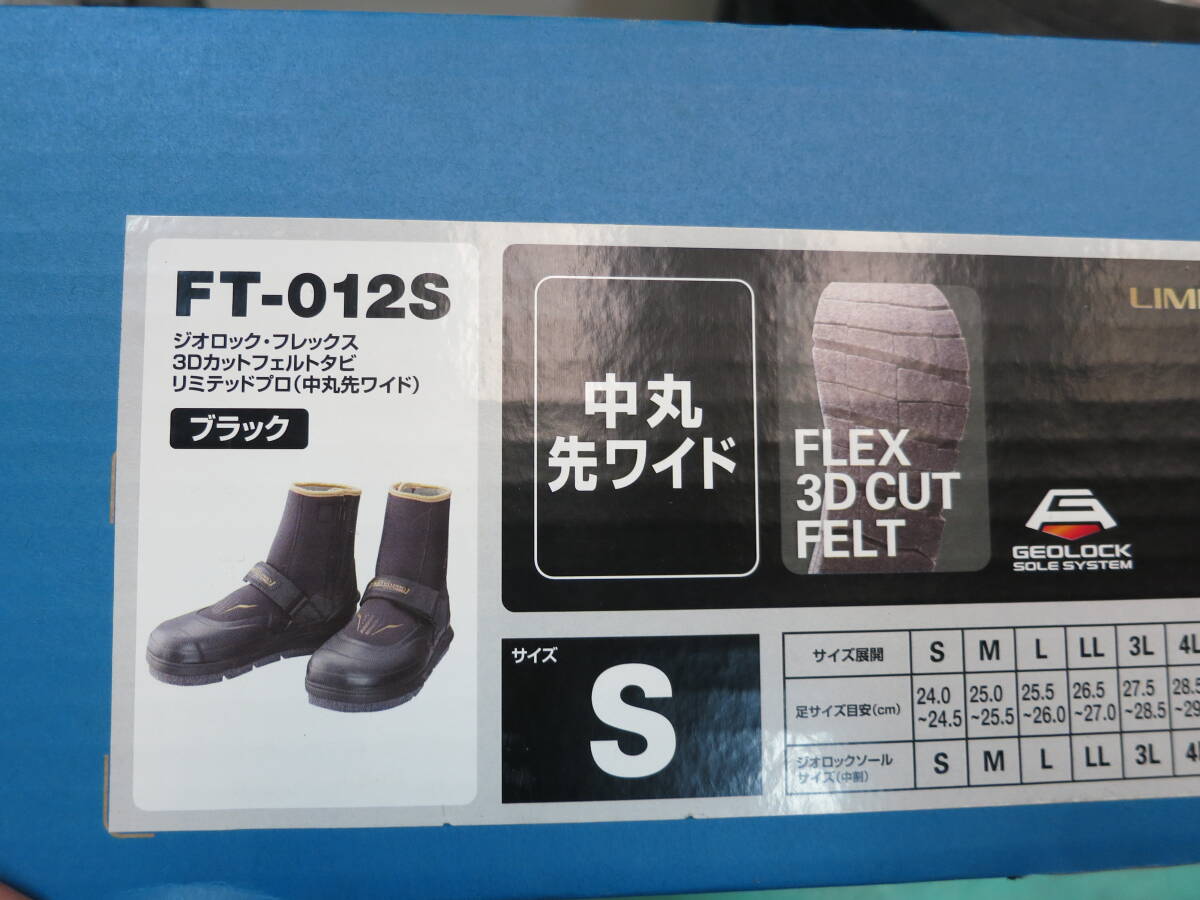 FT-012S
ジオロック・フレックス
3Dカットフェルトタビ
リミテッドプロ(中丸先ワイド)
ブラック
中丸
先ワイド
FLEX
3D CUT
FELT
GEOLOCK
SOLE SYSTEM
サイズ
S
サイズ展開 S M L LL 3L
足サイズ目安(cm) 24.0~24.5 25.0~25.5 25.5~26.0 26.5~27.0 27.5~28.5
ジオロックソールサイズ(中割) S M L LL 3L